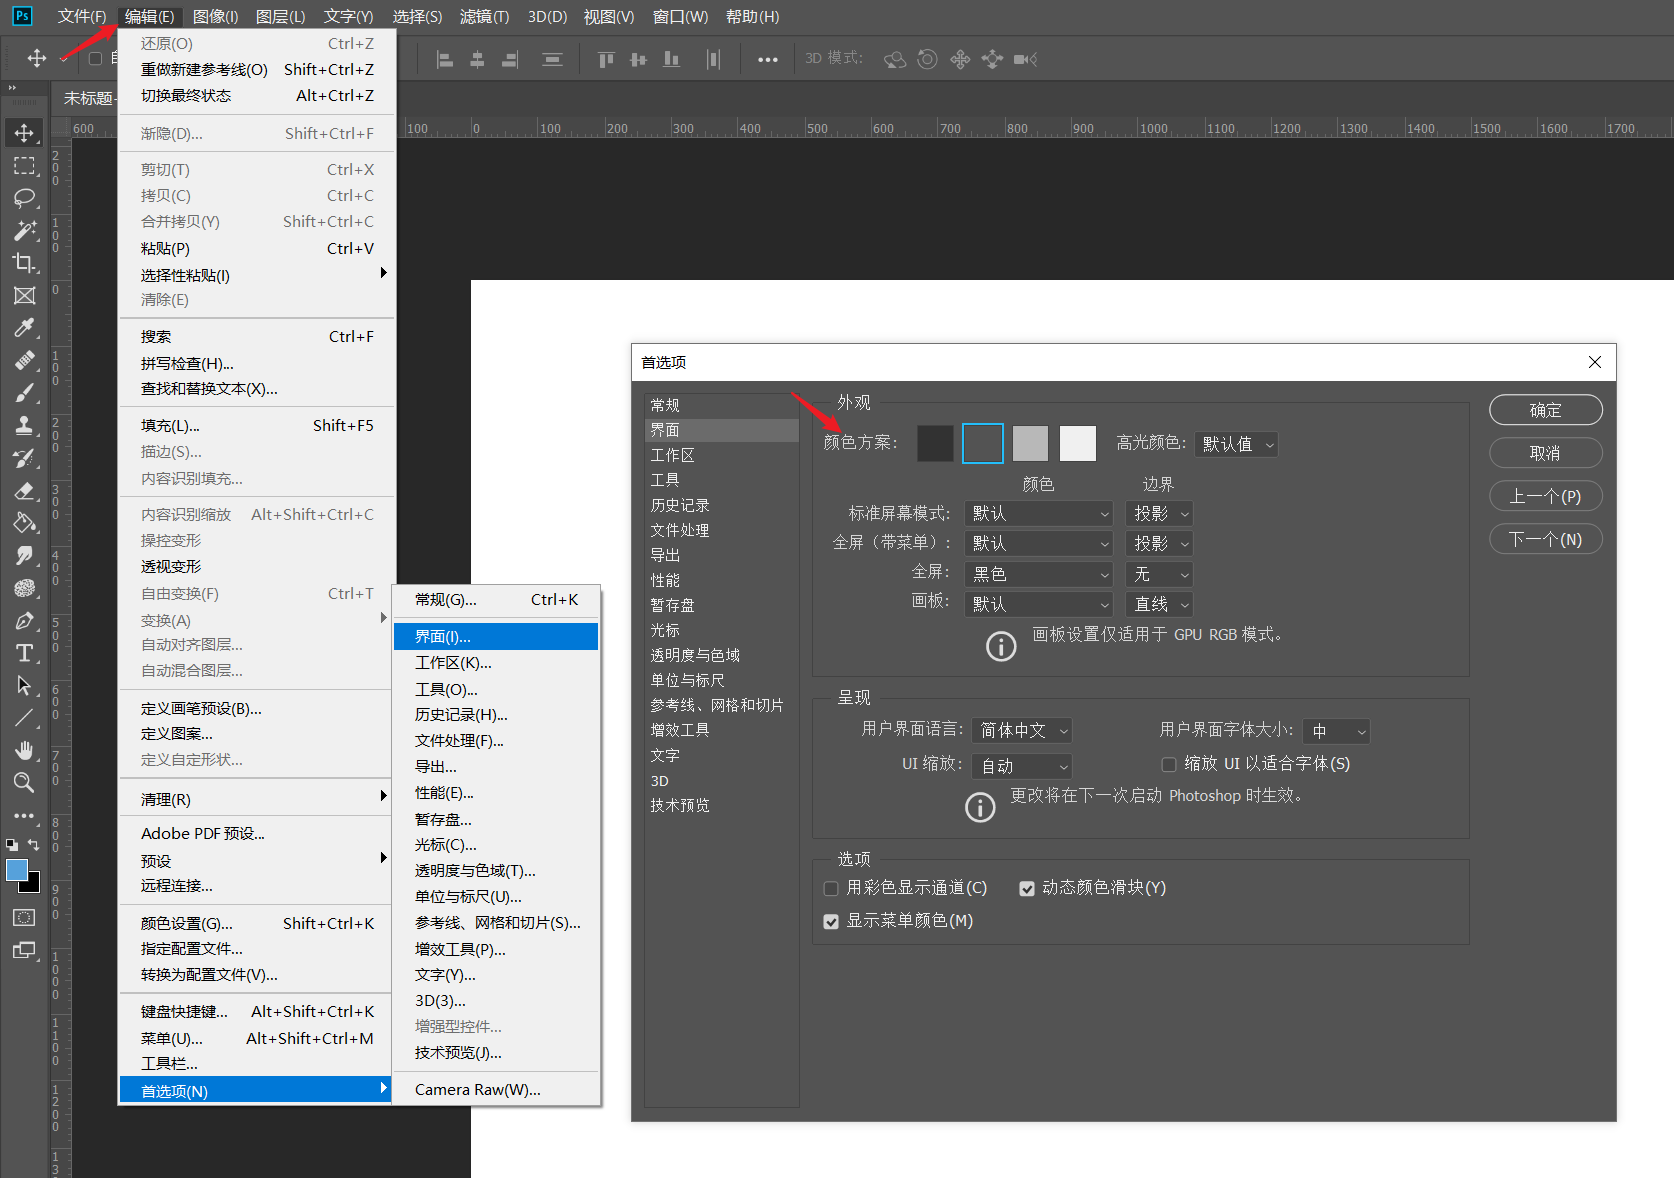 Ps
文件(F) 编辑(E) 图像(I) 图层(L) 文字(Y) 选择(S) 滤镜(T) 3D(D) 视图(V) 窗口(W) 帮助(H)
3D 模式:
未标题-
600 100 0 100 200 300 400 500 600 700 800 900 1000 1100 1200 1300 1400 1500 1600 1700
200
100
0
100
200
300
400
500
600
700
800
900
1000
1100
1200
13
还原(O) Ctrl+Z
重做新建参考线(O) Shift+Ctrl+Z
切换最终状态 Alt+Ctrl+Z
渐隐(D)... Shift+Ctrl+F
剪切(T) Ctrl+X
拷贝(C) Ctrl+C
合并拷贝(Y) Shift+Ctrl+C
粘贴(P) Ctrl+V
选择性粘贴(I)
清除(E)
搜索 Ctrl+F
拼写检查(H)...
查找和替换文本(X)...
填充(L)... Shift+F5
描边(S)...
内容识别填充...
内容识别缩放 Alt+Shift+Ctrl+C
操控变形
透视变形
自由变换(F) Ctrl+T
变换(A)
自动对齐图层...
自动混合图层...
定义画笔预设(B)...
定义图案...
定义自定形状...
清理(R)
Adobe PDF 预设...
预设
远程连接...
颜色设置(G)... Shift+Ctrl+K
指定配置文件...
转换为配置文件(V)...
键盘快捷键... Alt+Shift+Ctrl+K
菜单(U)... Alt+Shift+Ctrl+M
工具栏...
首选项(N)
常规(G)... Ctrl+K
界面(I)...
工作区(K)...
工具(O)...
历史记录(H)...
文件处理(F)...
导出...
性能(E)...
暂存盘...
光标(C)...
透明度与色域(T)...
单位与标尺(U)...
参考线、网格和切片(S)...
增效工具(P)...
文字(Y)...
3D(3)...
增强型控件...
技术预览(J)...
Camera Raw(W)...
首选项
常规
界面
工作区
工具
历史记录
文件处理
导出
性能
暂存盘
光标
透明度与色域
单位与标尺
参考线、网格和切片
增效工具
文字
3D
技术预览
外观
颜色方案: 高光颜色: 默认值
颜色 边界
标准屏幕模式: 默认 投影
全屏（带菜单）: 默认 投影
全屏: 黑色 无
画板: 默认 直线
画板设置仅适用于 GPU RGB 模式。
呈现
用户界面语言: 简体中文 用户界面字体大小: 中
UI 缩放: 自动 缩放 UI 以适合字体(S)
更改将在下一次启动 Photoshop 时生效。
选项
用彩色显示通道(C) 动态颜色滑块(Y)
显示菜单颜色(M)
确定
取消
上一个(P)
下一个(N)